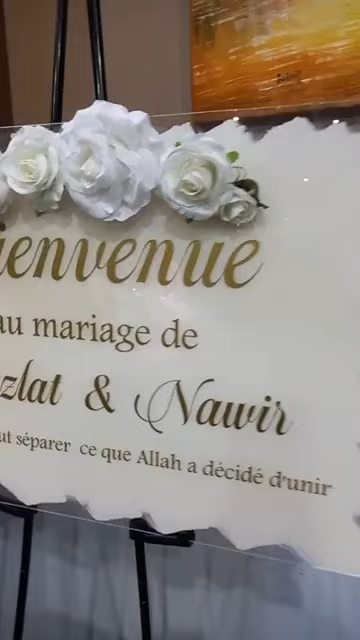 ienvenue
au mariage de
zlat & Nawir
ut séparer ce que Allah a décidé d'unir